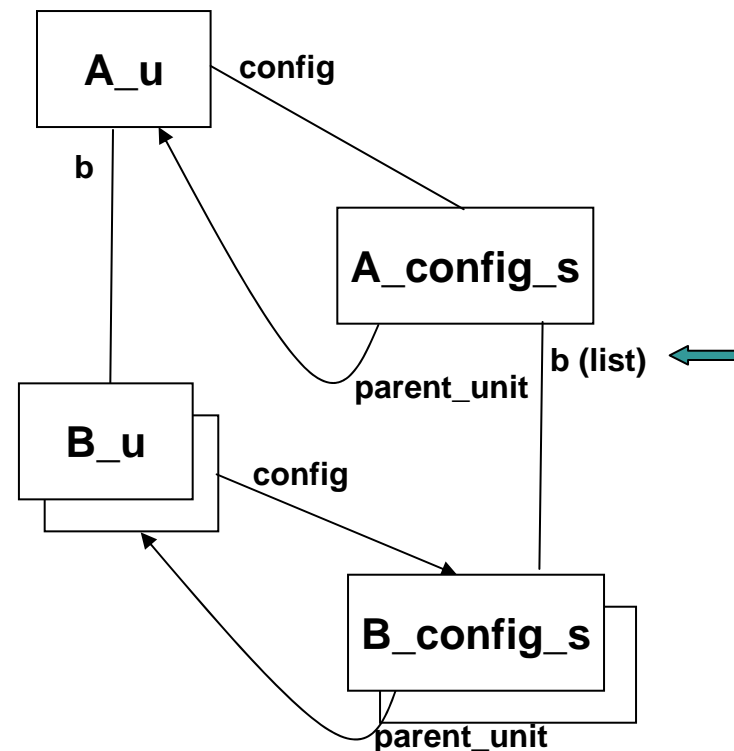 A_u
config
b
A_config_s
b (list)
parent_unit
B_u
config
B_config_s
parent_unit